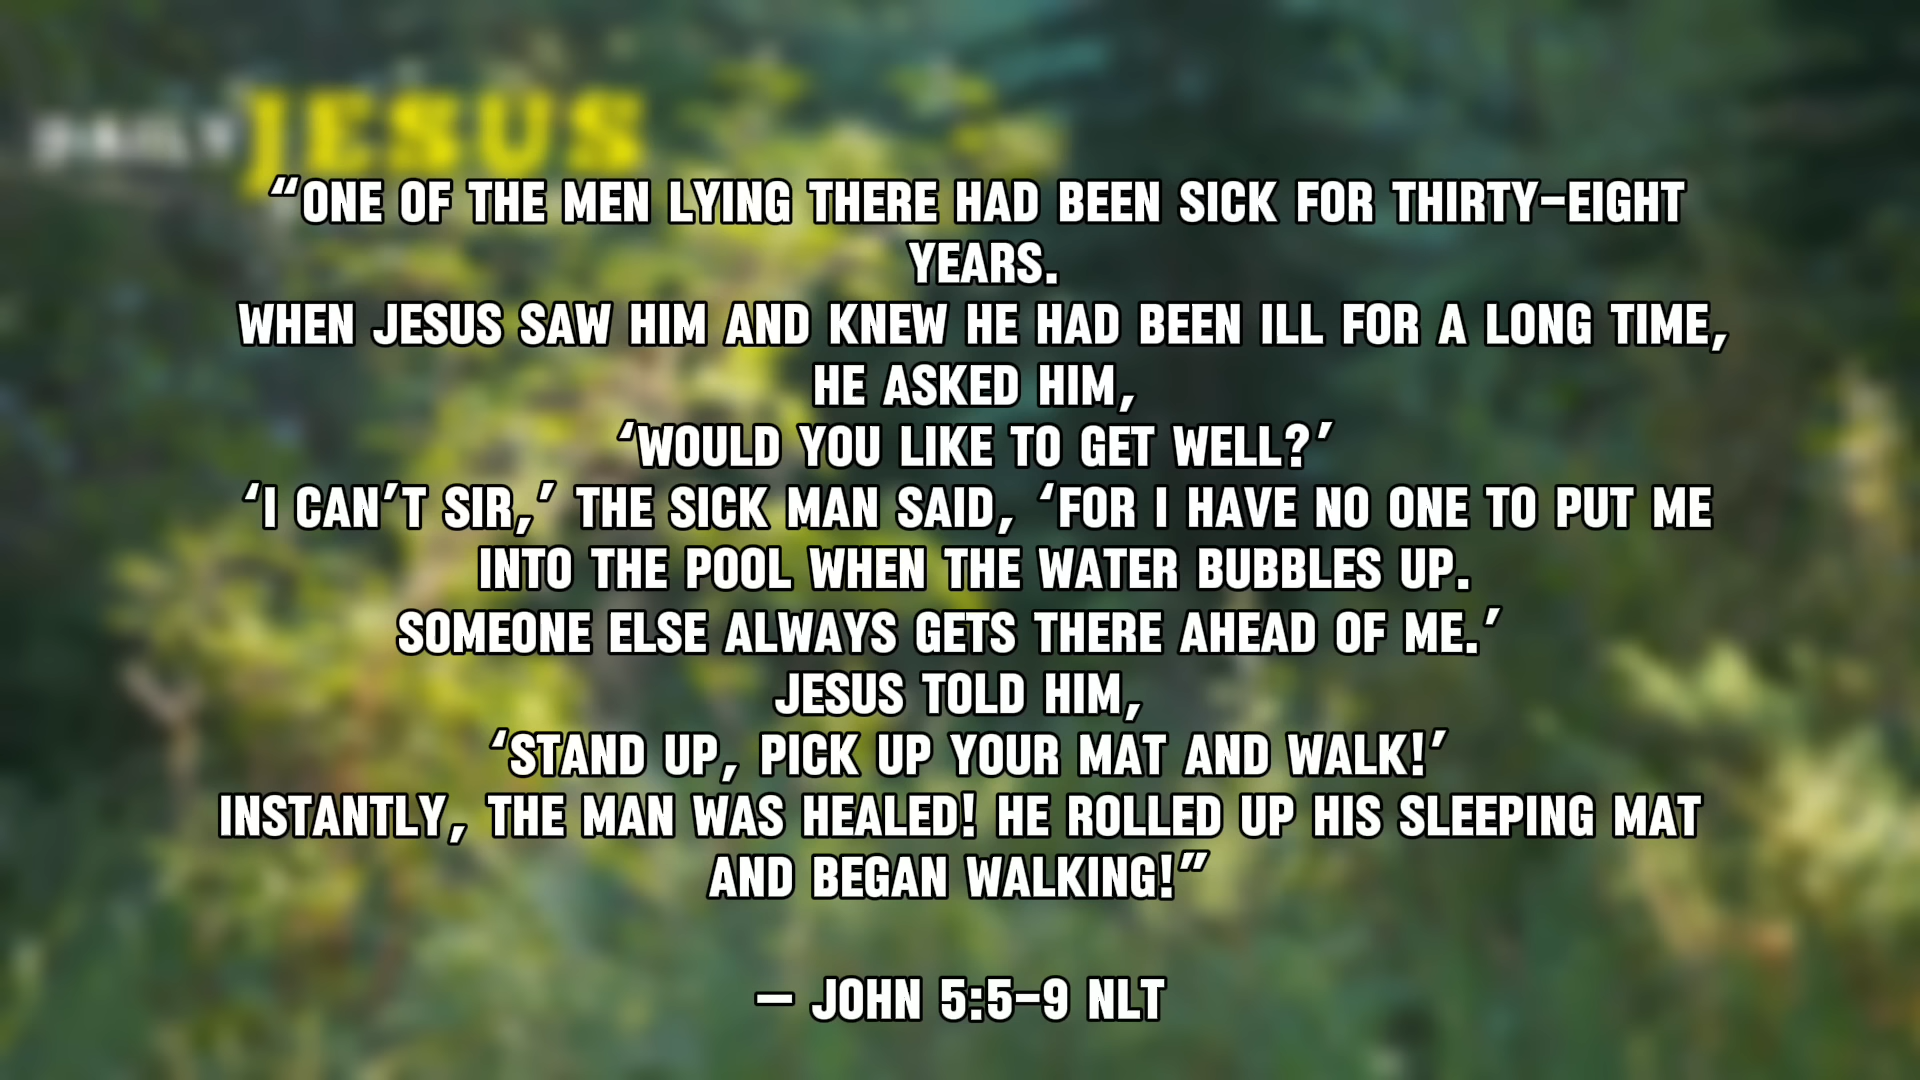 DAILY JESUS
“ONE OF THE MEN LYING THERE HAD BEEN SICK FOR THIRTY-EIGHT
YEARS.
WHEN JESUS SAW HIM AND KNEW HE HAD BEEN ILL FOR A LONG TIME,
HE ASKED HIM,
‘WOULD YOU LIKE TO GET WELL?’
‘I CAN’T SIR,’ THE SICK MAN SAID, ‘FOR I HAVE NO ONE TO PUT ME
INTO THE POOL WHEN THE WATER BUBBLES UP.
SOMEONE ELSE ALWAYS GETS THERE AHEAD OF ME.’
JESUS TOLD HIM,
‘STAND UP, PICK UP YOUR MAT AND WALK!’
INSTANTLY, THE MAN WAS HEALED! HE ROLLED UP HIS SLEEPING MAT
AND BEGAN WALKING!”
– JOHN 5:5-9 NLT